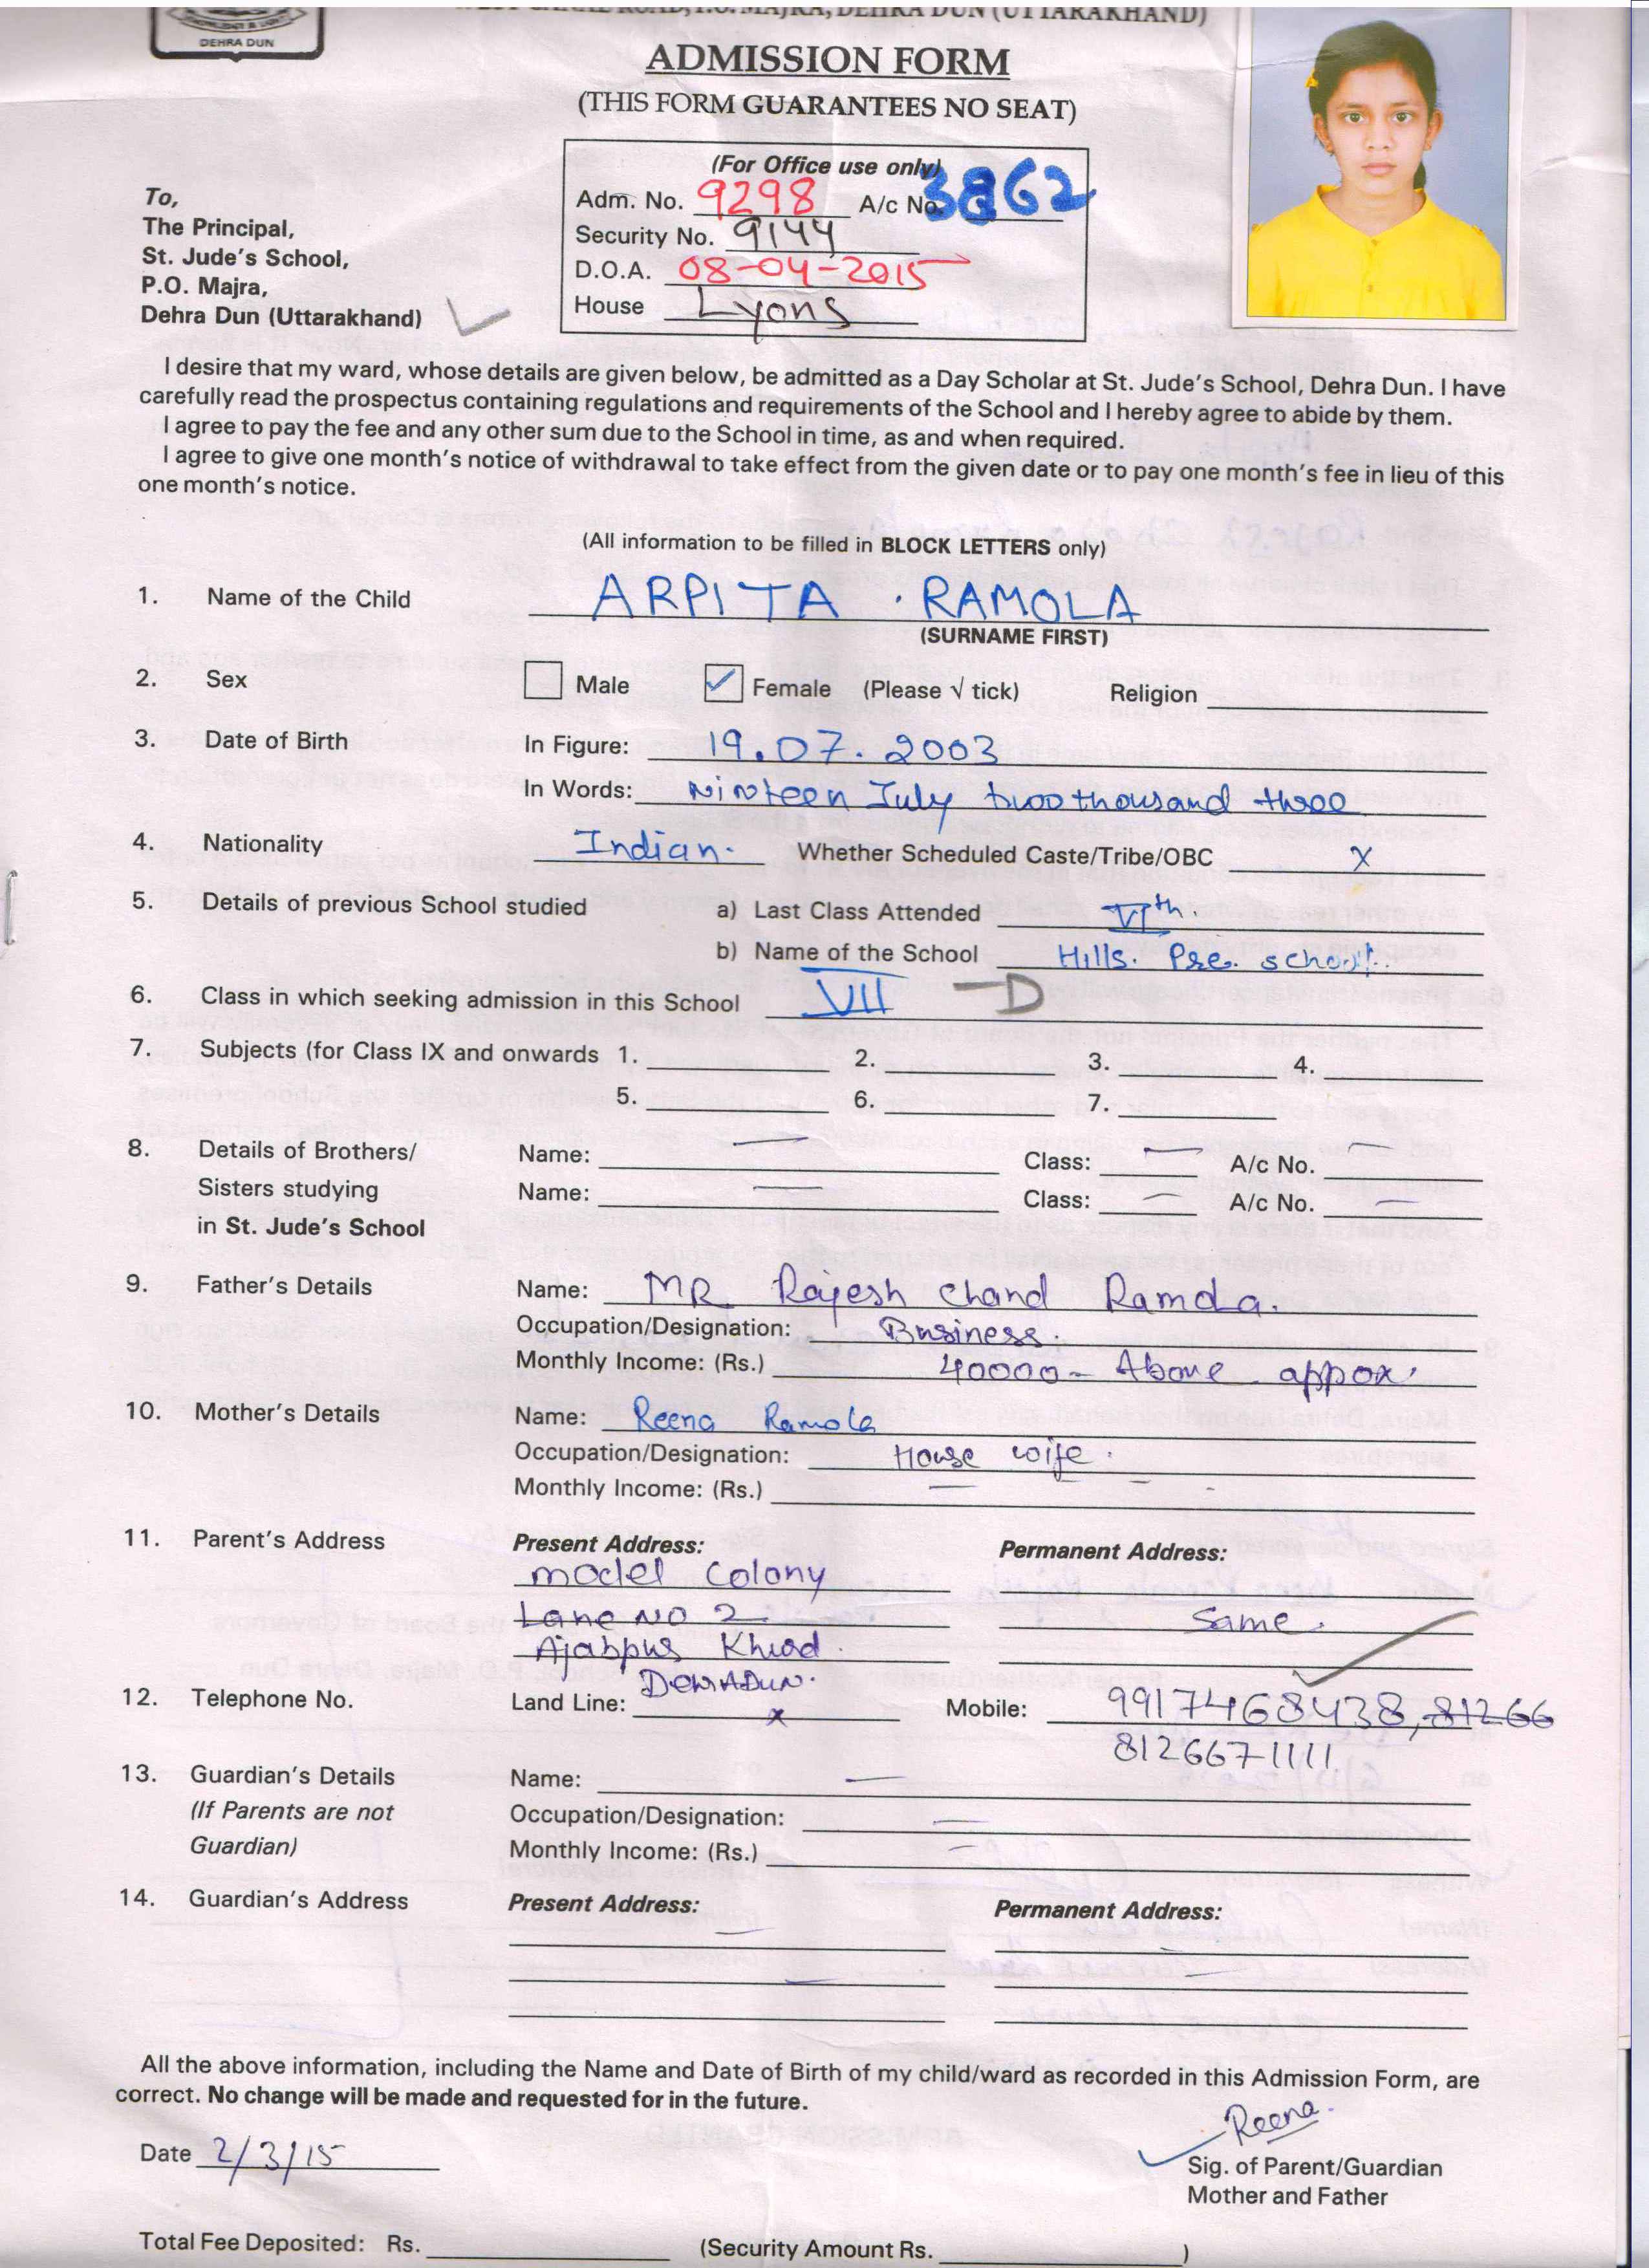 WEST CANAL ROAD, P.O. MAJRA, DEHRA DUN (UTTARAKHAND)
DEHRA DUN
ADMISSION FORM
(THIS FORM GUARANTEES NO SEAT)
(For Office use only)
Adm. No. 9298 A/c No. 3862
Security No. 9144
D.O.A. 08-04-2015
House Lyons
To,
The Principal,
St. Jude's School,
P.O. Majra,
Dehra Dun (Uttarakhand)
I desire that my ward, whose details are given below, be admitted as a Day Scholar at St. Jude's School, Dehra Dun. I have
carefully read the prospectus containing regulations and requirements of the School and I hereby agree to abide by them.
I agree to pay the fee and any other sum due to the School in time, as and when required.
I agree to give one month's notice of withdrawal to take effect from the given date or to pay one month's fee in lieu of this
one month's notice.
(All information to be filled in BLOCK LETTERS only)
1. Name of the Child ARPITA . RAMOLA
(SURNAME FIRST)
2. Sex Male Female (Please √ tick) Religion
3. Date of Birth In Figure: 19.07.2003
In Words: Ninteen July two thousand three
4. Nationality Indian. Whether Scheduled Caste/Tribe/OBC X
5. Details of previous School studied a) Last Class Attended VIth.
b) Name of the School Hills. Pre. school.
6. Class in which seeking admission in this School VII - D
7. Subjects (for Class IX and onwards 1. 2. 3. 4.
5. 6. 7.
8. Details of Brothers/ Name: — Class: — A/c No. —
Sisters studying Name: — Class: — A/c No. —
in St. Jude's School
9. Father's Details Name: MR Rajesh Chand Ramola.
Occupation/Designation: Business.
Monthly Income: (Rs.) 40000- Above appox.
10. Mother's Details Name: Reena Ramola
Occupation/Designation: House wife.
Monthly Income: (Rs.) — -
11. Parent's Address Present Address: Permanent Address:
model Colony
Lane NO 2 Same.
Ajabpur Khurd.
DEHRADUN.
12. Telephone No. Land Line: x Mobile: 9917468438, 81266
8126671111.
13. Guardian's Details Name: —
(If Parents are not Occupation/Designation: —
Guardian) Monthly Income: (Rs.) —
14. Guardian's Address Present Address: — Permanent Address: —
All the above information, including the Name and Date of Birth of my child/ward as recorded in this Admission Form, are
correct. No change will be made and requested for in the future.
Reena.
Date 2/3/15
Sig. of Parent/Guardian
Mother and Father
Total Fee Deposited: Rs. (Security Amount Rs. )